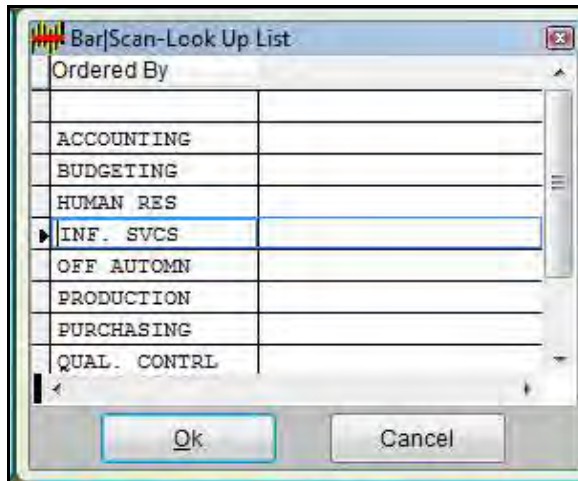 Bar|Scan-Look Up List
Ordered By
ACCOUNTING
BUDGETING
HUMAN RES
INF. SVCS
OFF AUTOMN
PRODUCTION
PURCHASING
QUAL. CONTRL
Ok Cancel